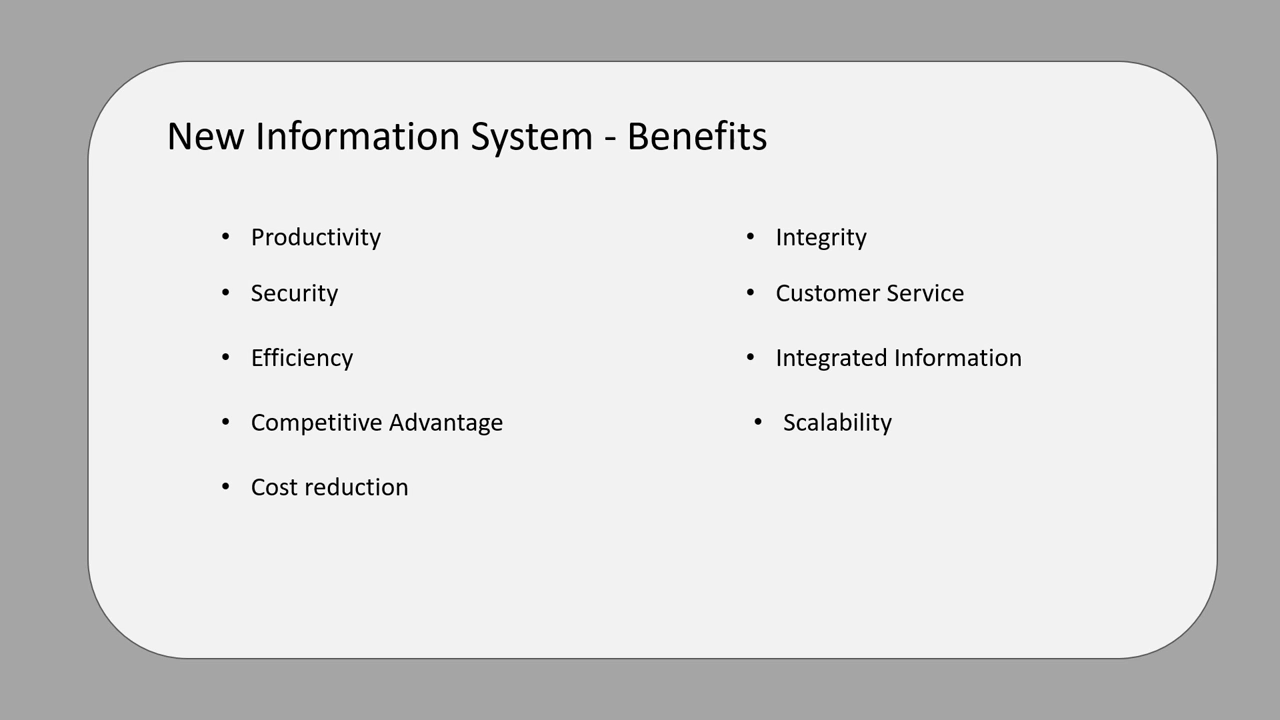 New Information System - Benefits
• Productivity
• Security
• Efficiency
• Competitive Advantage
• Cost reduction
• Integrity
• Customer Service
• Integrated Information
• Scalability